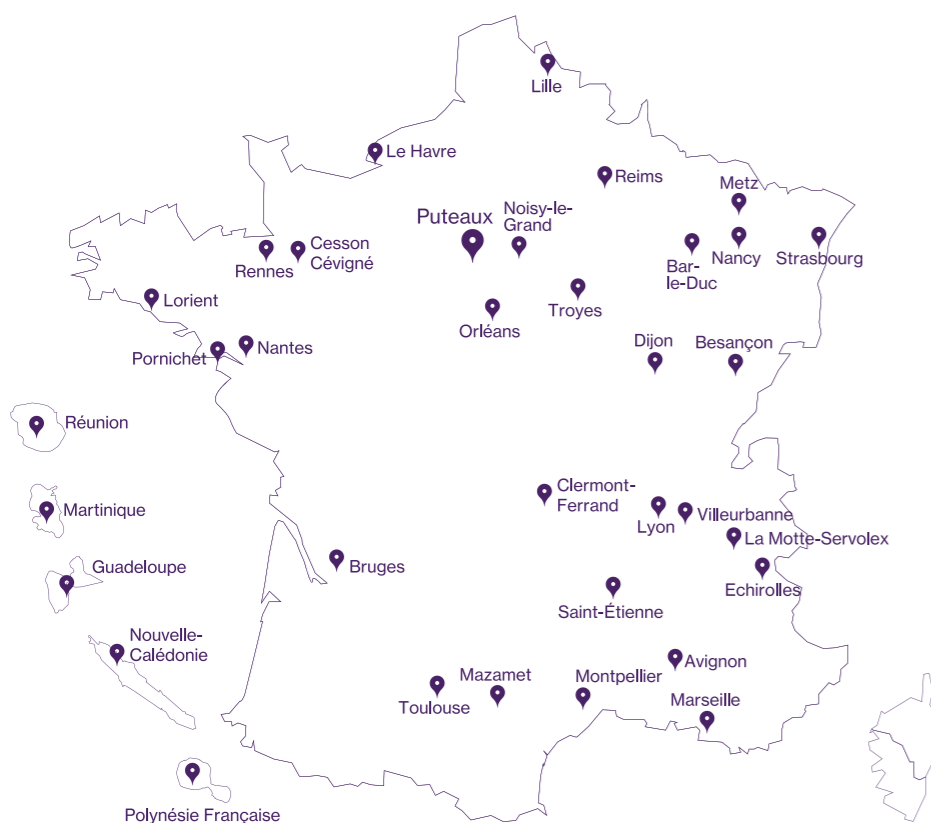 Lille
Le Havre
Reims
Metz
Puteaux
Noisy-le-
Grand
Rennes
Cesson
Cévigné
Bar-
le-Duc
Nancy
Strasbourg
Lorient
Orléans
Troyes
Pornichet
Nantes
Dijon
Besançon
Réunion
Clermont-
Ferrand
Lyon
Villeurbanne
Martinique
La Motte-Servolex
Guadeloupe
Bruges
Echirolles
Saint-Étienne
Nouvelle-
Calédonie
Avignon
Mazamet
Montpellier
Toulouse
Marseille
Polynésie Française